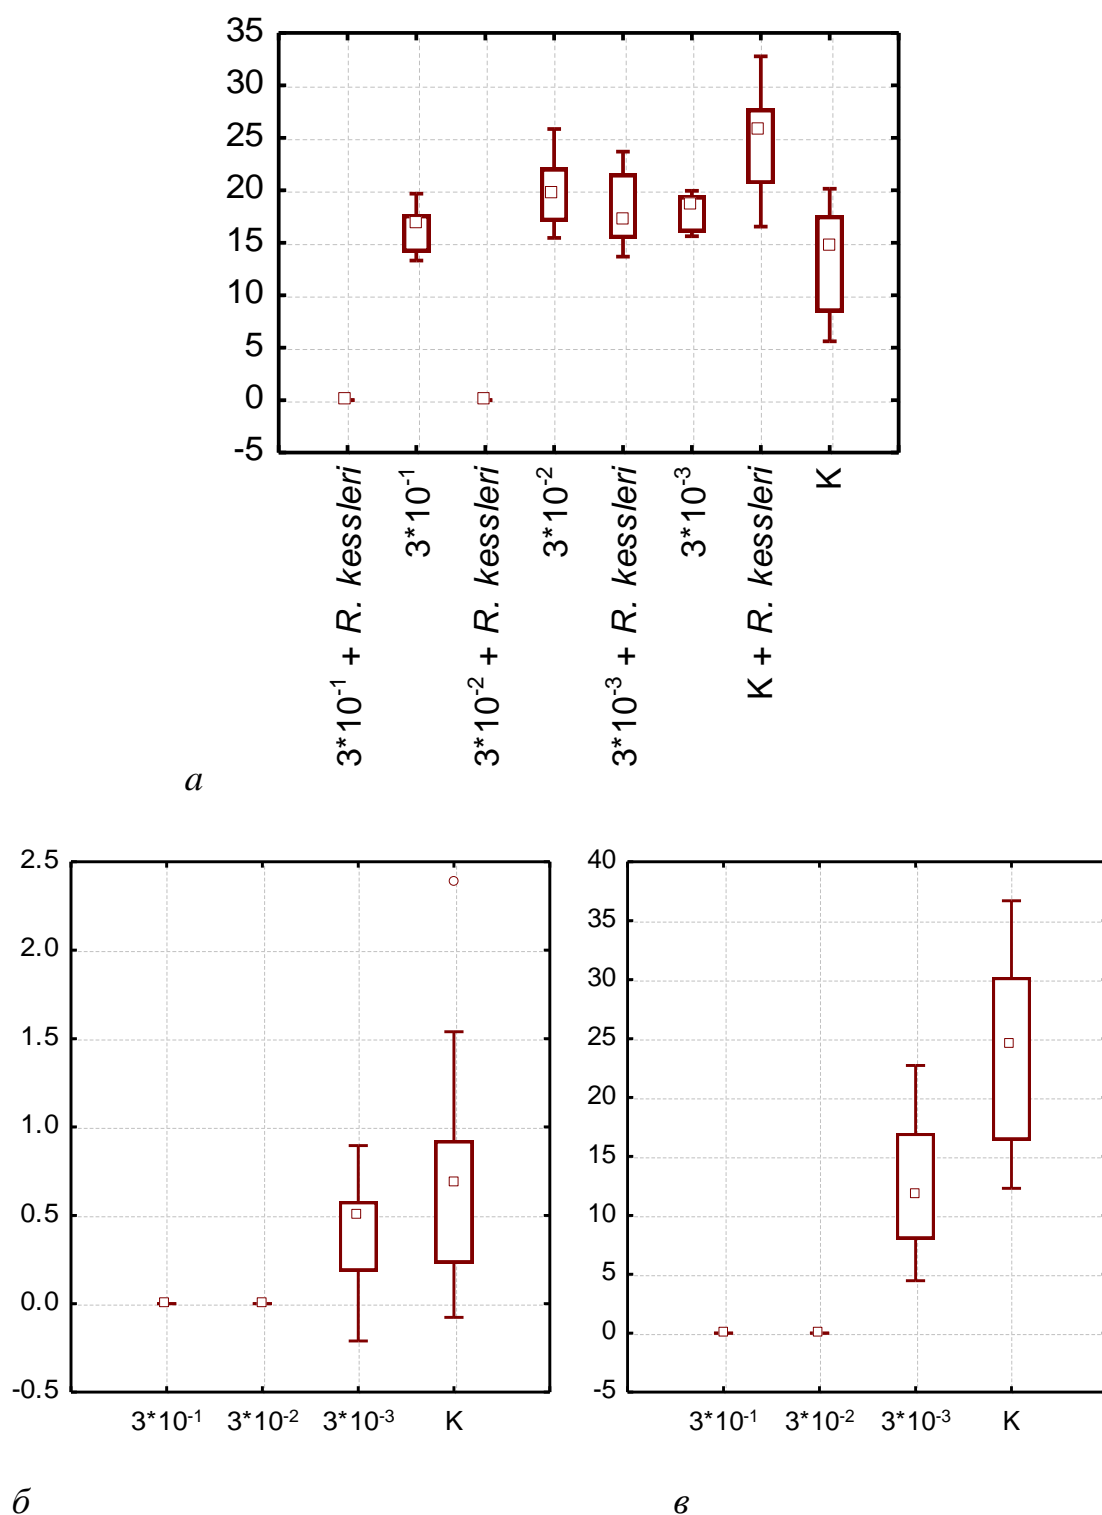 35
30
25
20
15
10
5
0
-5
3*10⁻¹ + R. kessleri
3*10⁻¹
3*10⁻² + R. kessleri
3*10⁻²
3*10⁻³ + R. kessleri
3*10⁻³
K + R. kessleri
K
а
2.5
2.0
1.5
1.0
0.5
0.0
-0.5
3*10⁻¹ 3*10⁻² 3*10⁻³ K
б
40
35
30
25
20
15
10
5
0
-5
3*10⁻¹ 3*10⁻² 3*10⁻³ K
в